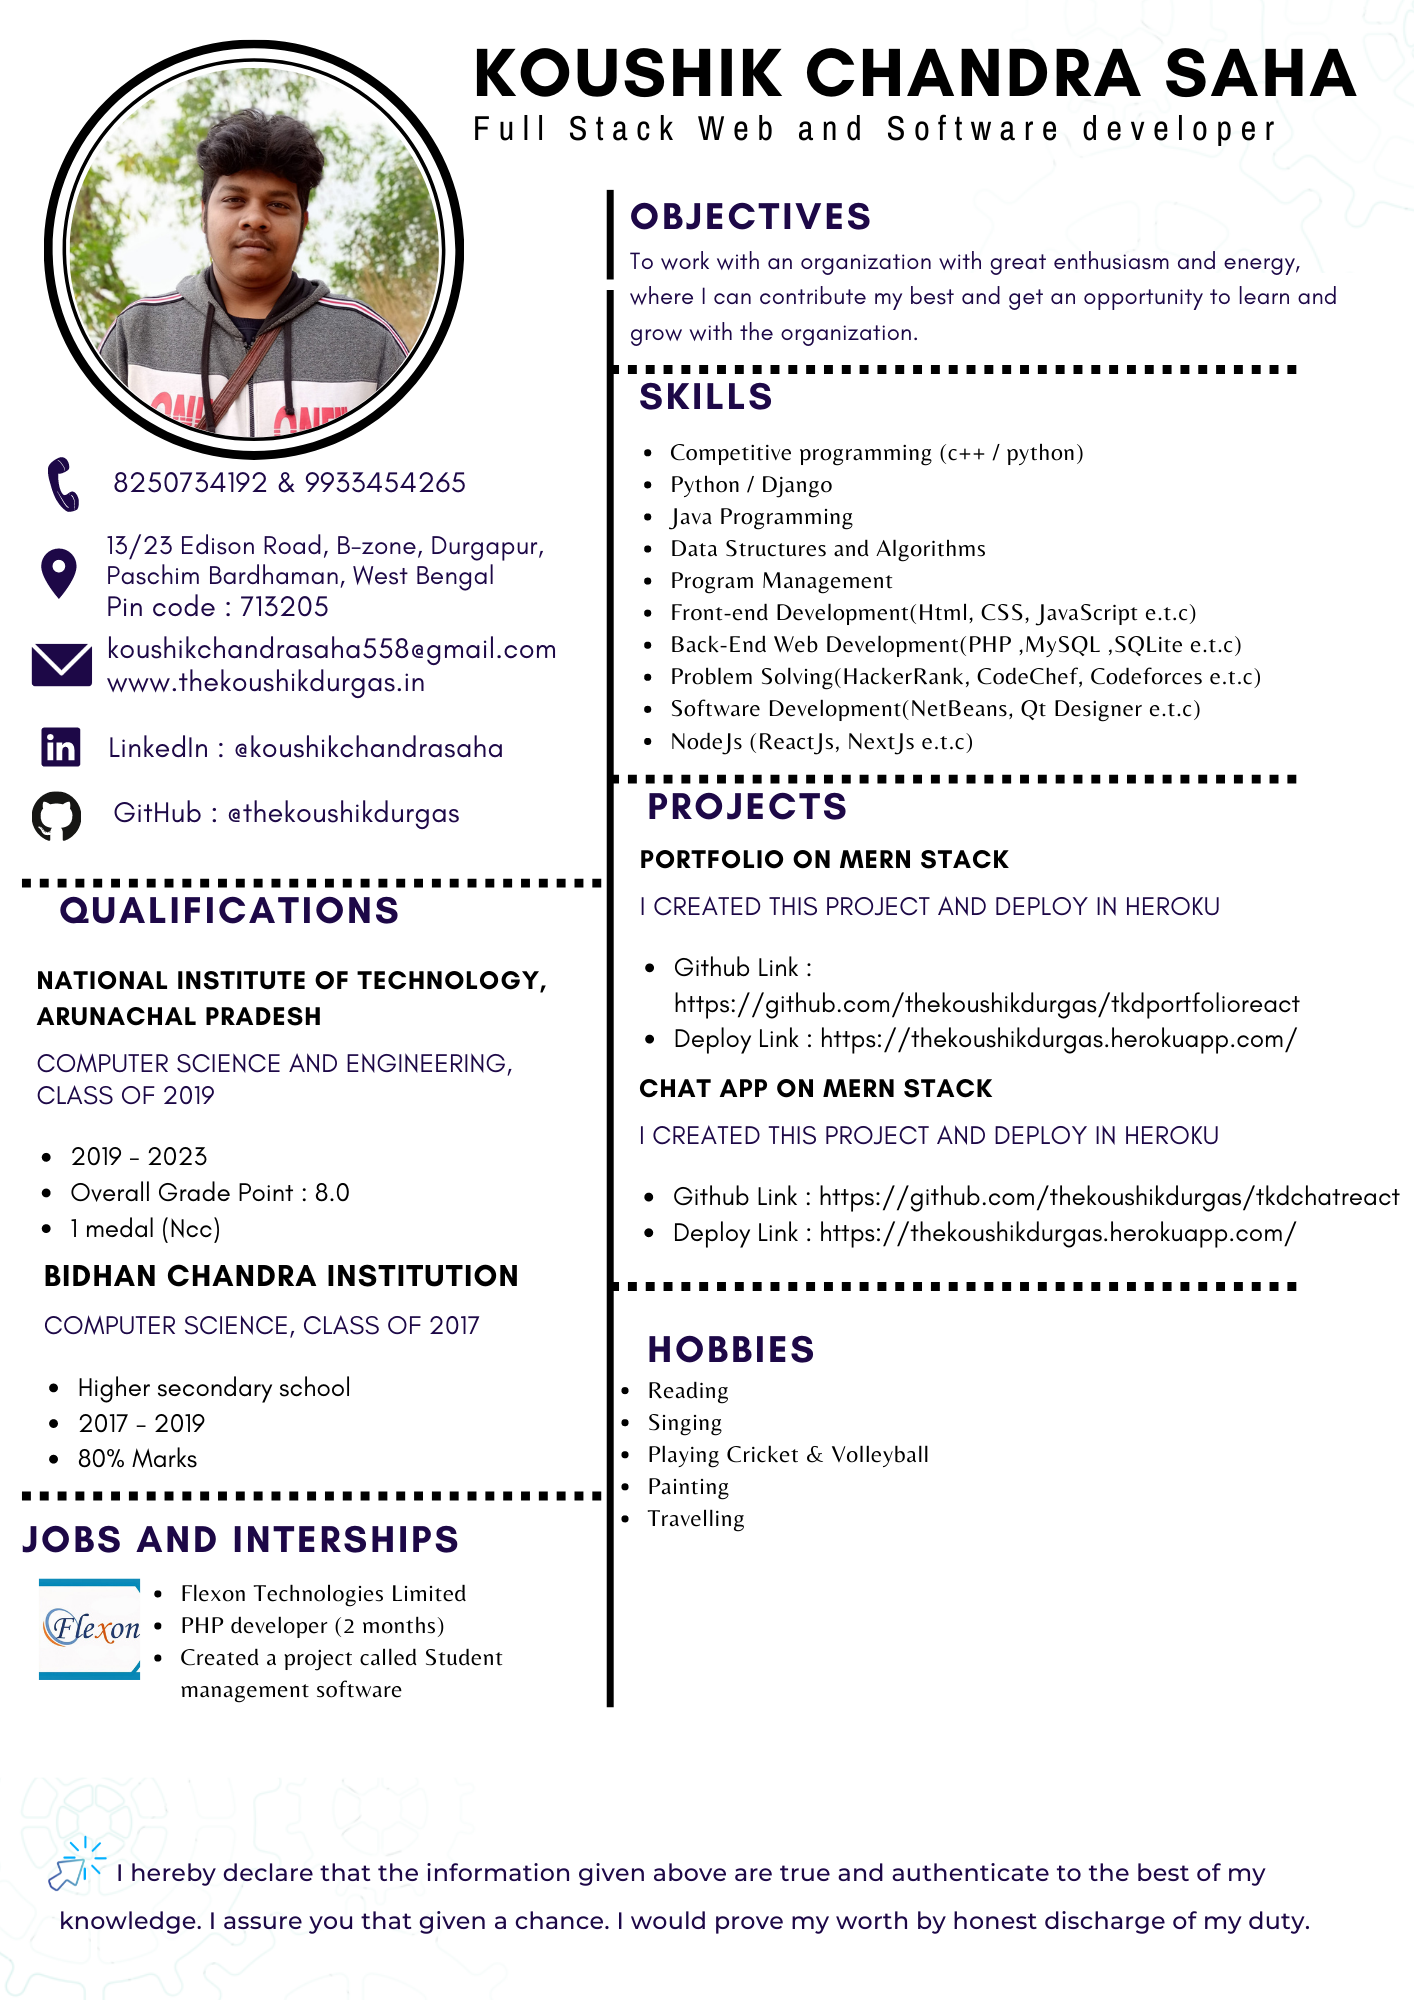 KOUSHIK CHANDRA SAHA
Full Stack Web and Software developer
8250734192 & 9933454265
13/23 Edison Road, B-zone, Durgapur,
Paschim Bardhaman, West Bengal
Pin code : 713205
koushikchandrasaha558@gmail.com
www.thekoushikdurgas.in
in
LinkedIn : @koushikchandrasaha
GitHub : @thekoushikdurgas
QUALIFICATIONS
NATIONAL INSTITUTE OF TECHNOLOGY,
ARUNACHAL PRADESH
COMPUTER SCIENCE AND ENGINEERING,
CLASS OF 2019
• 2019 - 2023
• Overall Grade Point : 8.0
• 1 medal (Ncc)
BIDHAN CHANDRA INSTITUTION
COMPUTER SCIENCE, CLASS OF 2017
• Higher secondary school
• 2017 - 2019
• 80% Marks
JOBS AND INTERSHIPS
Flexon
• Flexon Technologies Limited
• PHP developer (2 months)
• Created a project called Student
management software
OBJECTIVES
To work with an organization with great enthusiasm and energy,
where I can contribute my best and get an opportunity to learn and
grow with the organization.
SKILLS
• Competitive programming (c++ / python)
• Python / Django
• Java Programming
• Data Structures and Algorithms
• Program Management
• Front-end Development(Html, CSS, JavaScript e.t.c)
• Back-End Web Development(PHP ,MySQL ,SQLite e.t.c)
• Problem Solving(HackerRank, CodeChef, Codeforces e.t.c)
• Software Development(NetBeans, Qt Designer e.t.c)
• NodeJs (ReactJs, NextJs e.t.c)
PROJECTS
PORTFOLIO ON MERN STACK
I CREATED THIS PROJECT AND DEPLOY IN HEROKU
• Github Link :
https://github.com/thekoushikdurgas/tkdportfolioreact
• Deploy Link : https://thekoushikdurgas.herokuapp.com/
CHAT APP ON MERN STACK
I CREATED THIS PROJECT AND DEPLOY IN HEROKU
• Github Link : https://github.com/thekoushikdurgas/tkdchatreact
• Deploy Link : https://thekoushikdurgas.herokuapp.com/
HOBBIES
• Reading
• Singing
• Playing Cricket & Volleyball
• Painting
• Travelling
I hereby declare that the information given above are true and authenticate to the best of my
knowledge. I assure you that given a chance. I would prove my worth by honest discharge of my duty.